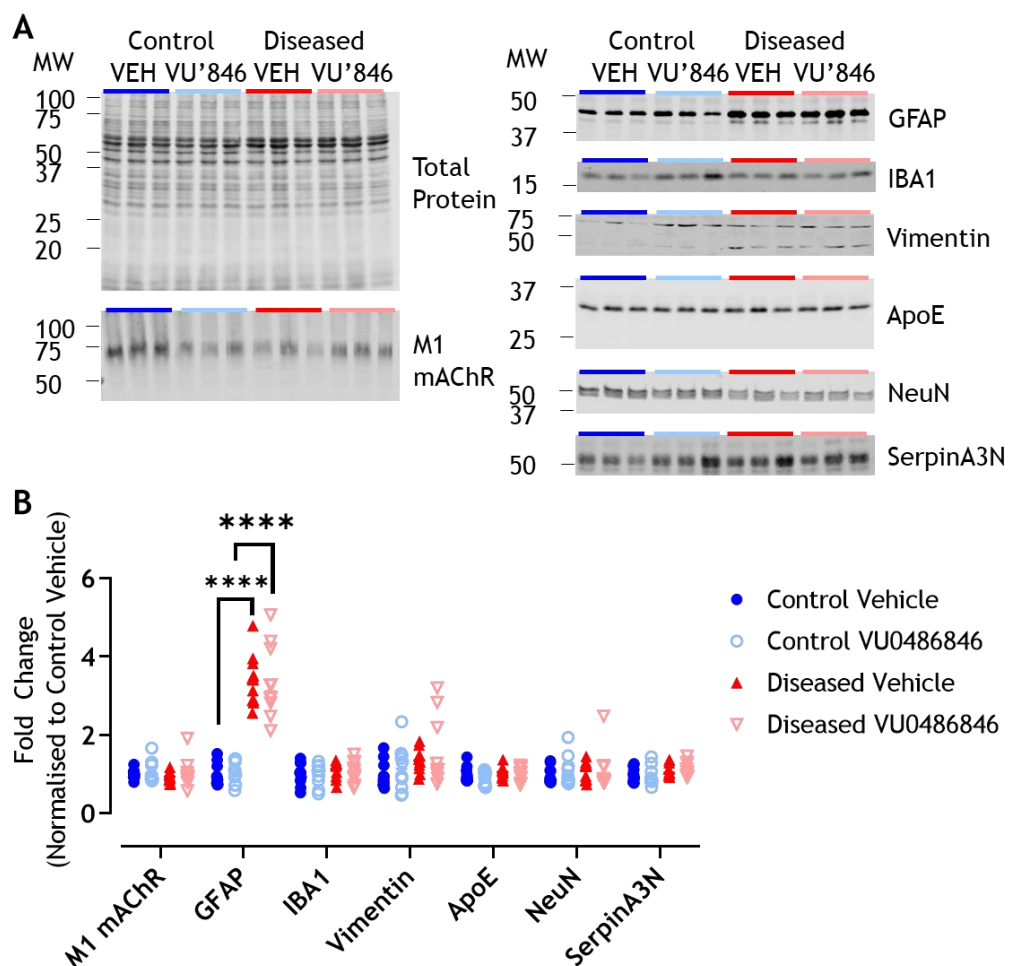 A
Control Diseased
MW VEH VU’846 VEH VU’846
100
75
50
37
25
20
Total
Protein
100
75
50
M1
mAChR
Control Diseased
MW VEH VU’846 VEH VU’846
50
37
GFAP
15
IBA1
75
50
Vimentin
37
25
ApoE
50
37
NeuN
50
SerpinA3N
B
Fold Change
(Normalised to Control Vehicle)
6
4
2
0
****
****
M1 mAChR
GFAP
IBA1
Vimentin
ApoE
NeuN
SerpinA3N
Control Vehicle
Control VU0486846
Diseased Vehicle
Diseased VU0486846